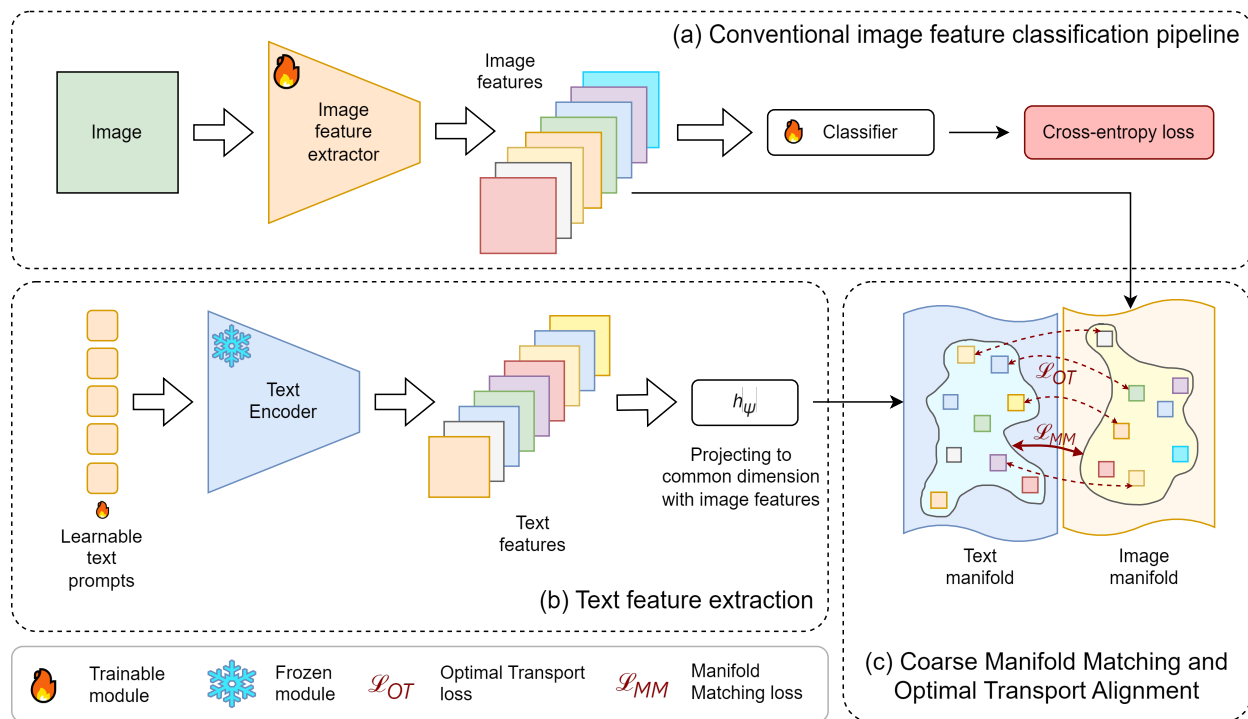 (a) Conventional image feature classification pipeline
Image
Image
feature
extractor
Image
features
Classifier
Cross-entropy loss
Learnable
text
prompts
Text
Encoder
Text
features
hψ
Projecting to
common dimension
with image features
(b) Text feature extraction
ℒOT
ℒMM
Text
manifold
Image
manifold
(c) Coarse Manifold Matching and
Optimal Transport Alignment
Trainable
module
Frozen
module
ℒOT
Optimal Transport
loss
ℒMM
Manifold
Matching loss